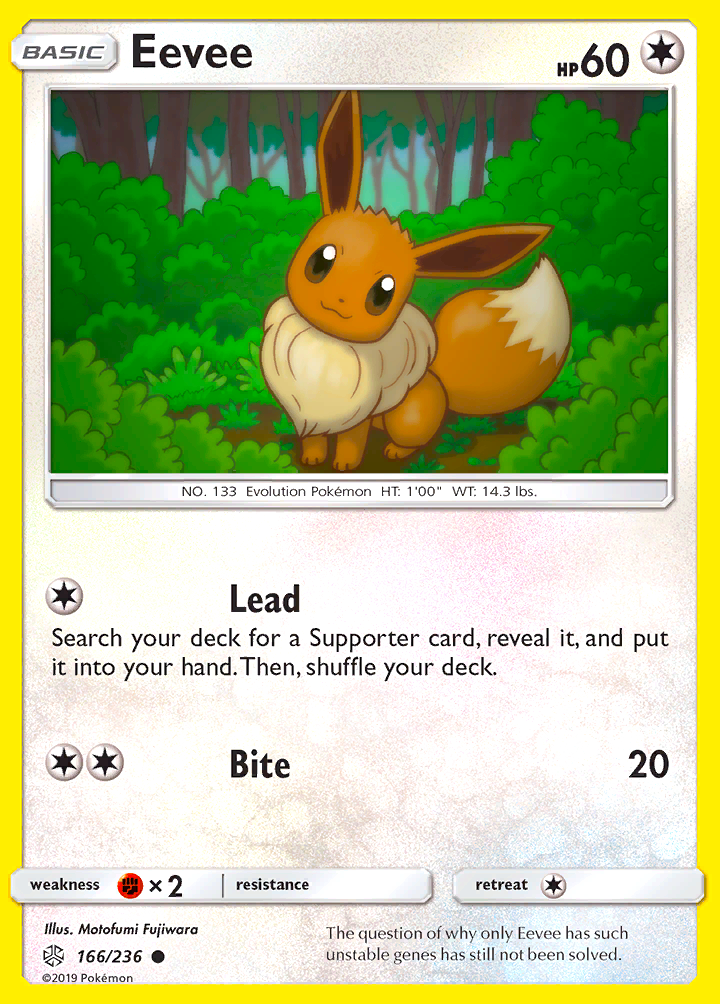 BASIC Eevee HP60
NO. 133 Evolution Pokémon HT: 1'00" WT: 14.3 lbs.
Lead
Search your deck for a Supporter card, reveal it, and put
it into your hand. Then, shuffle your deck.
Bite 20
weakness ×2 resistance retreat
Illus. Motofumi Fujiwara
166/236
©2019 Pokémon
The question of why only Eevee has such
unstable genes has still not been solved.